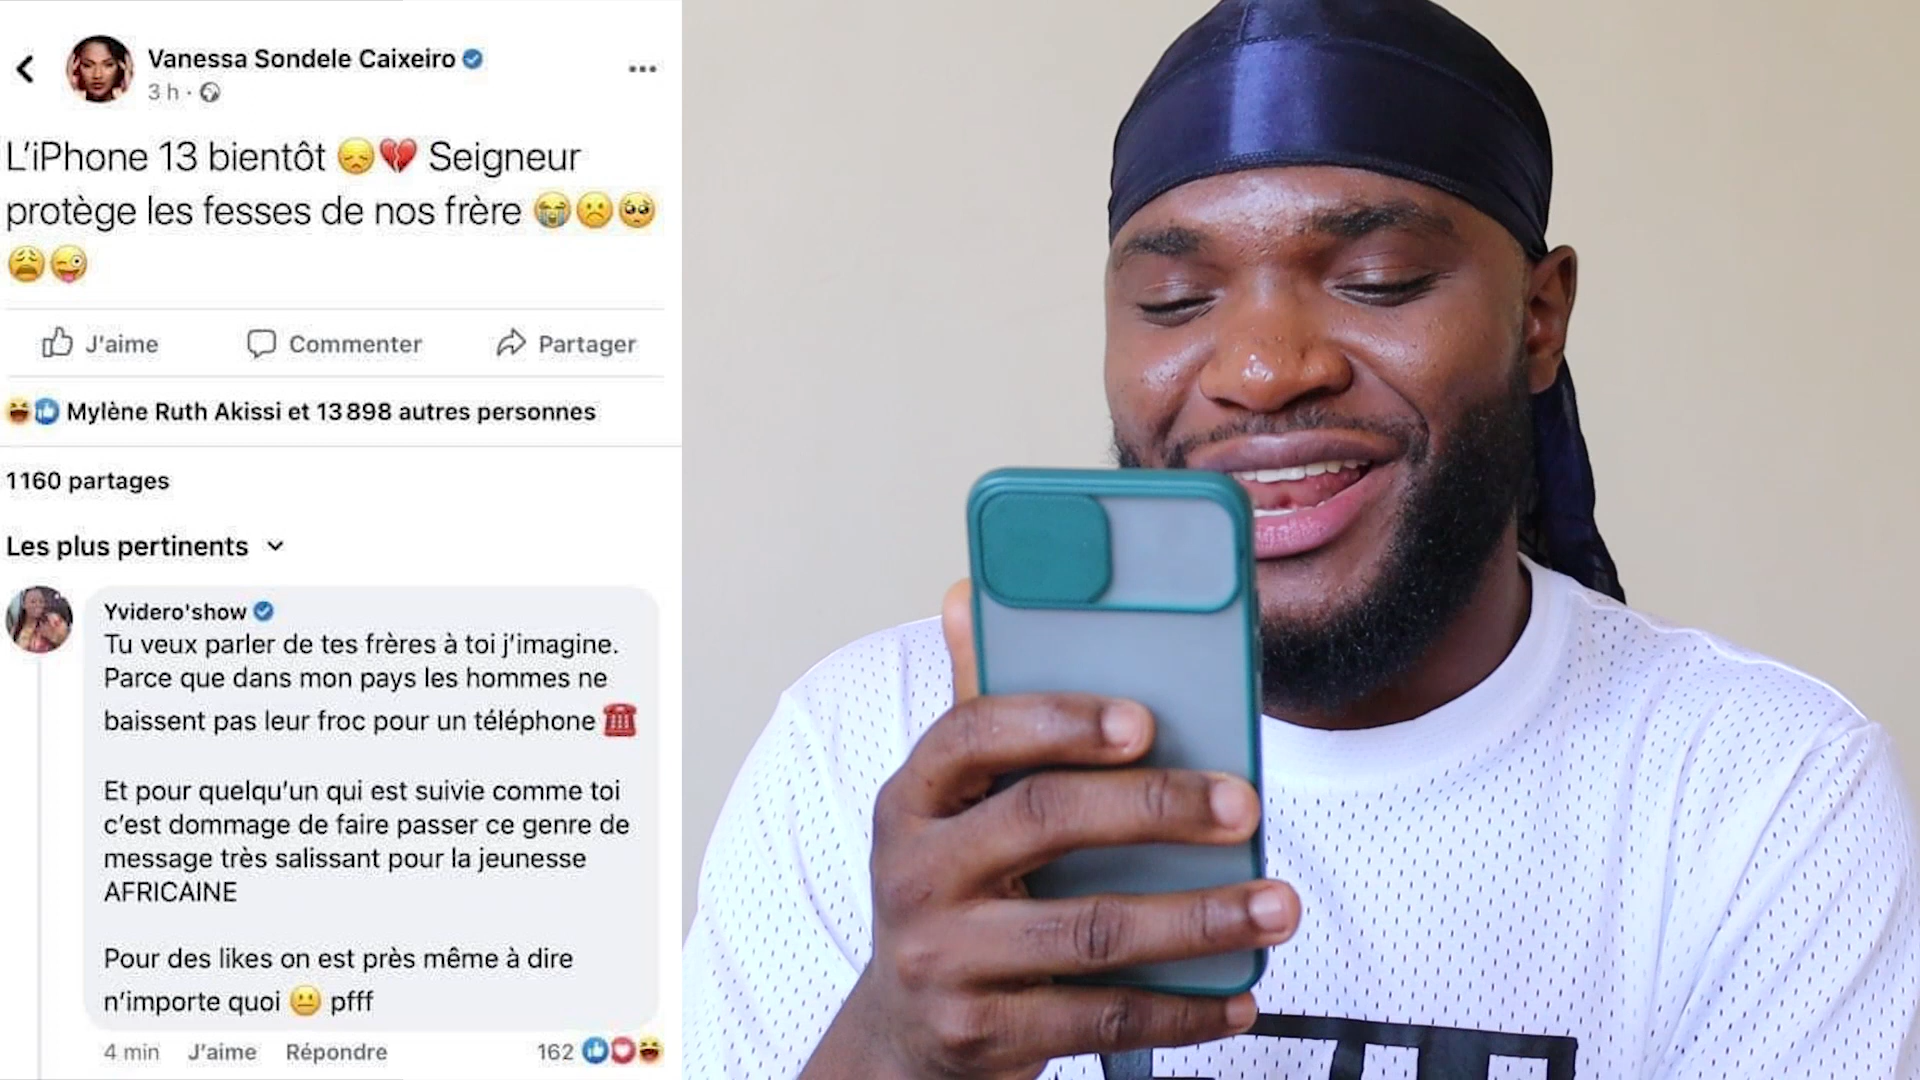 Vanessa Sondele Caixeiro
3 h ·
L’iPhone 13 bientôt 😞💔 Seigneur
protège les fesses de nos frère 😭☹️🥺
😩😜
J'aime Commenter Partager
Mylène Ruth Akissi et 13 898 autres personnes
1160 partages
Les plus pertinents
Yvidero'show
Tu veux parler de tes frères à toi j’imagine.
Parce que dans mon pays les hommes ne
baissent pas leur froc pour un téléphone ☎️
Et pour quelqu’un qui est suivie comme toi
c’est dommage de faire passer ce genre de
message très salissant pour la jeunesse
AFRICAINE
Pour des likes on est près même à dire
n’importe quoi 😐 pfff
4 min J'aime Répondre 162